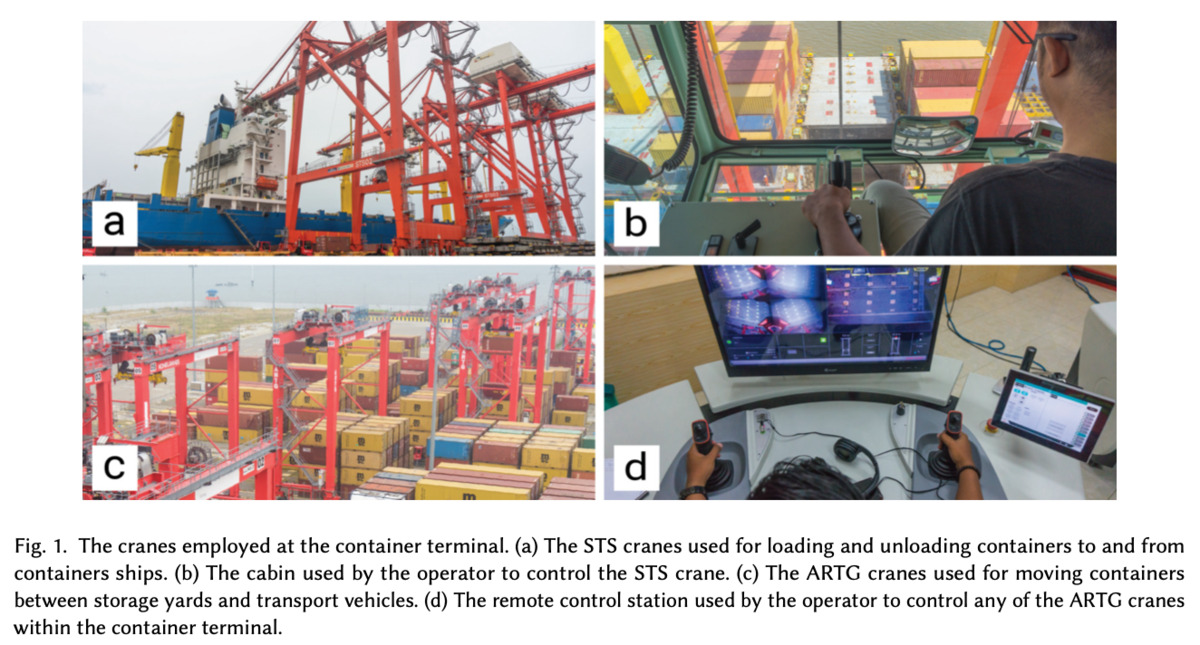 STS02
a
b
c
d
Fig. 1. The cranes employed at the container terminal. (a) The STS cranes used for loading and unloading containers to and from
containers ships. (b) The cabin used by the operator to control the STS crane. (c) The ARTG cranes used for moving containers
between storage yards and transport vehicles. (d) The remote control station used by the operator to control any of the ARTG cranes
within the container terminal.